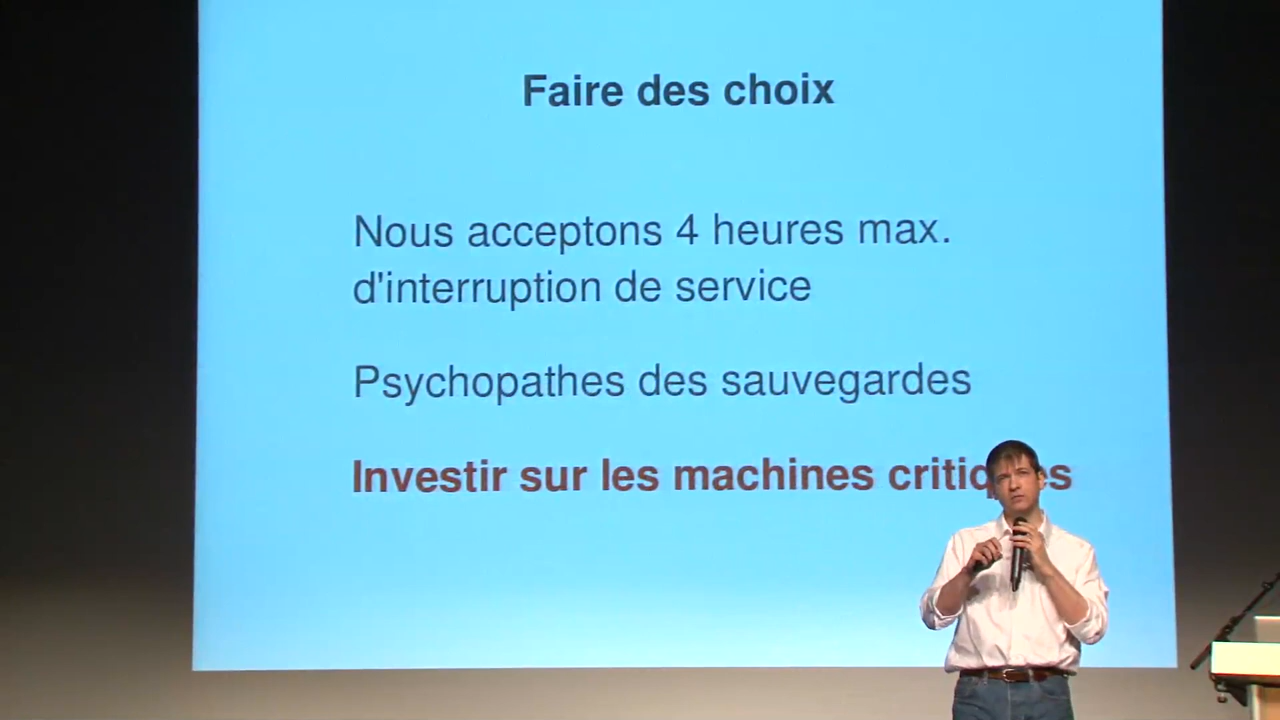 Faire des choix
Nous acceptons 4 heures max.
d'interruption de service
Psychopathes des sauvegardes
Investir sur les machines critiques